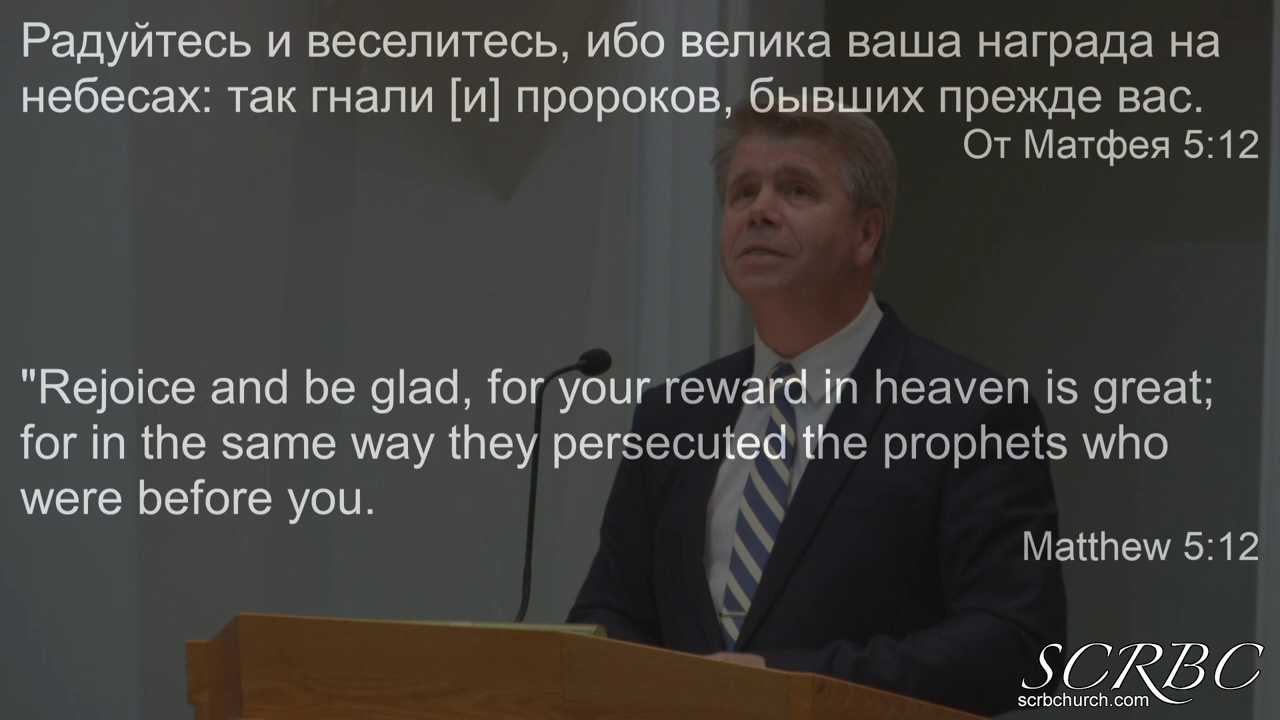 Радуйтесь и веселитесь, ибо велика ваша награда на
небесах: так гнали [и] пророков, бывших прежде вас.
От Матфея 5:12
"Rejoice and be glad, for your reward in heaven is great;
for in the same way they persecuted the prophets who
were before you.
Matthew 5:12
SCRBC
scrbchurch.com